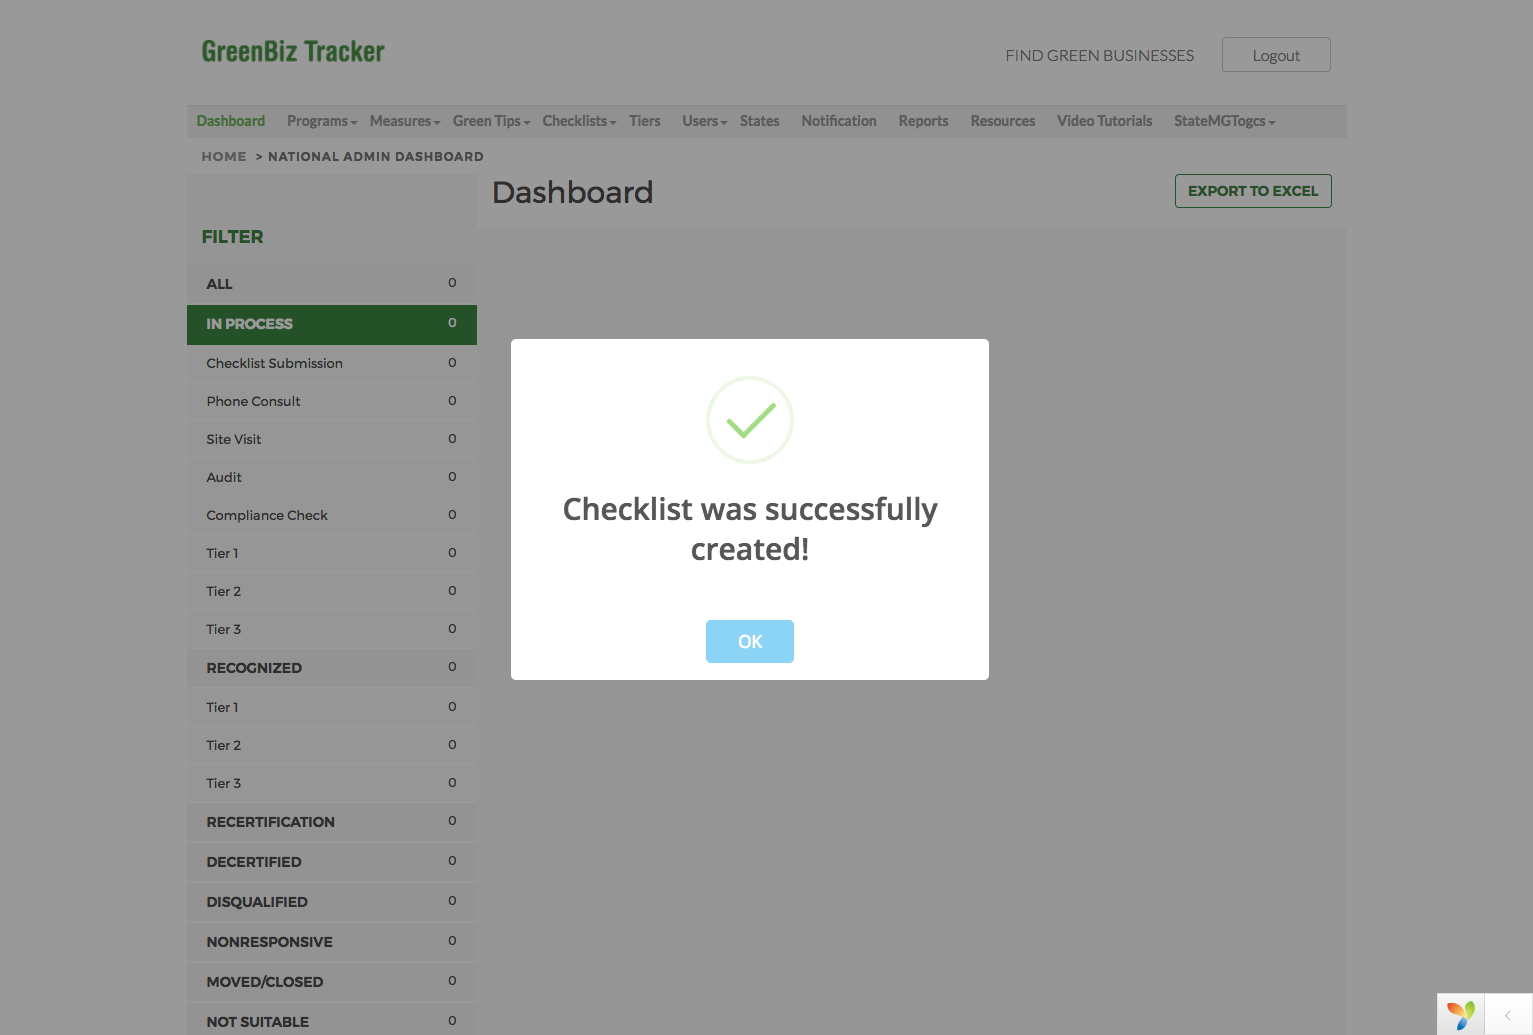 GreenBiz Tracker
FIND GREEN BUSINESSES
Logout
Dashboard Programs Measures Green Tips Checklists Tiers Users States Notification Reports Resources Video Tutorials StateMGTogcs
HOME > NATIONAL ADMIN DASHBOARD
Dashboard
EXPORT TO EXCEL
FILTER
ALL 0
IN PROCESS 0
Checklist Submission 0
Phone Consult 0
Site Visit 0
Audit 0
Compliance Check 0
Tier 1 0
Tier 2 0
Tier 3 0
RECOGNIZED 0
Tier 1 0
Tier 2 0
Tier 3 0
RECERTIFICATION 0
DECERTIFIED 0
DISQUALIFIED 0
NONRESPONSIVE 0
MOVED/CLOSED 0
NOT SUITABLE 0
Checklist was successfully
created!
OK